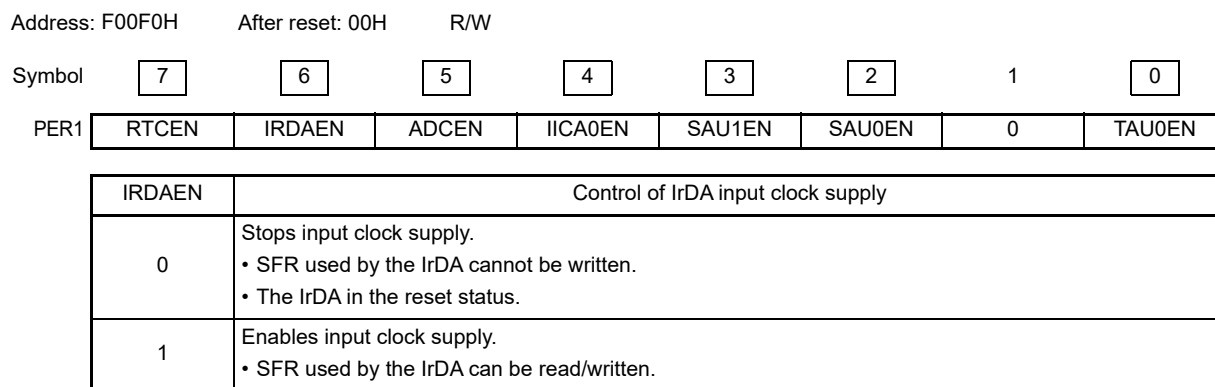 Address: F00F0H After reset: 00H R/W
Symbol 7 6 5 4 3 2 1 0
PER1 RTCEN IRDAEN ADCEN IICA0EN SAU1EN SAU0EN 0 TAU0EN
IRDAEN Control of IrDA input clock supply
0 Stops input clock supply.
• SFR used by the IrDA cannot be written.
• The IrDA in the reset status.
1 Enables input clock supply.
• SFR used by the IrDA can be read/written.